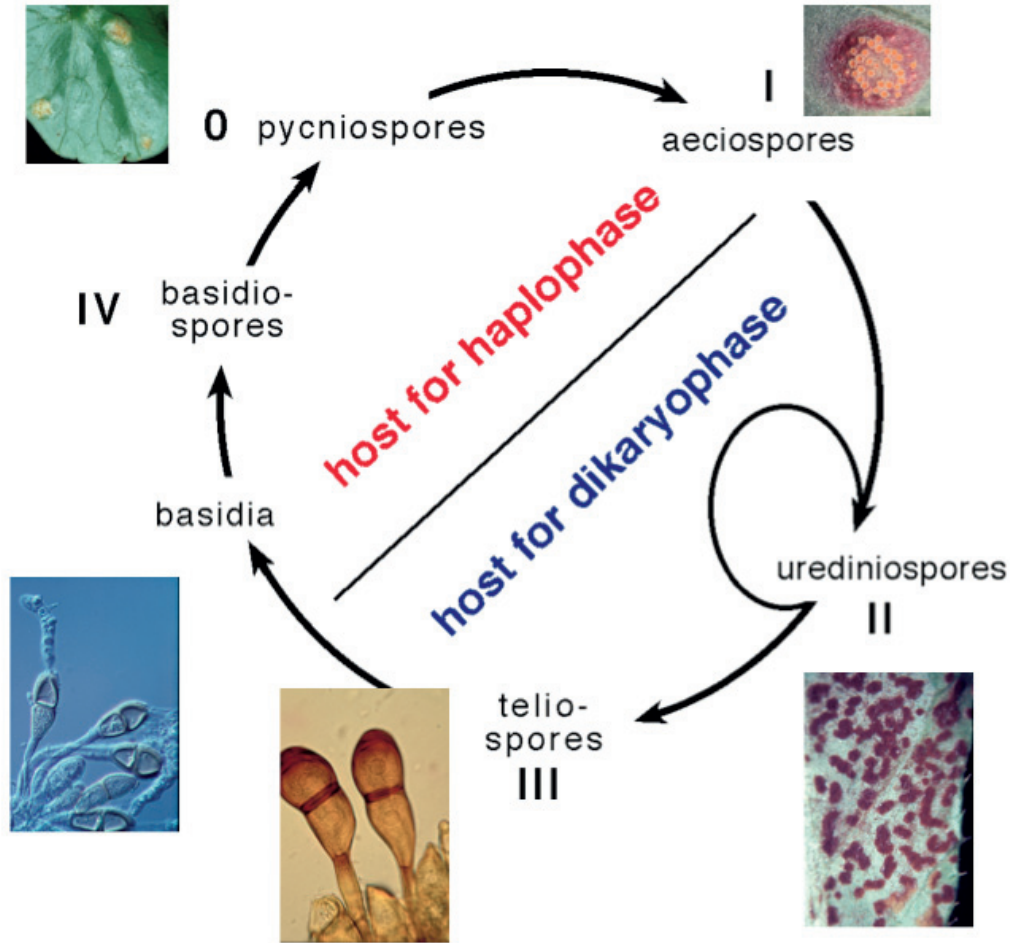 0 pycniospores
I
aeciospores
host for haplophase
IV
basidio-
spores
host for dikaryophase
basidia
urediniospores
II
telio-
spores
III